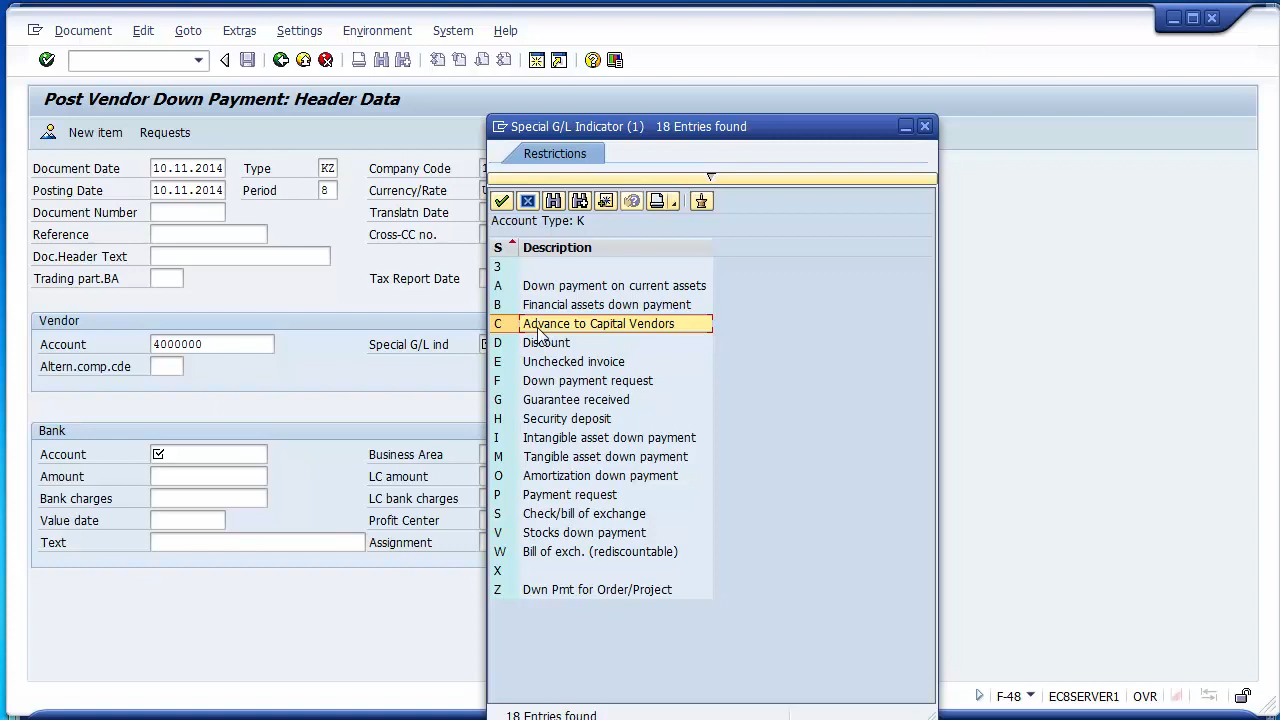 Document Edit Goto Extras Settings Environment System Help
Post Vendor Down Payment: Header Data
New item Requests
Document Date 10.11.2014 Type KZ Company Code
Posting Date 10.11.2014 Period 8 Currency/Rate
Document Number Translatn Date
Reference Cross-CC no.
Doc.Header Text
Trading part.BA Tax Report Date
Vendor
Account 4000000 Special G/L ind
Altern.comp.cde
Bank
Account Business Area
Amount LC amount
Bank charges LC bank charges
Value date Profit Center
Text Assignment
Special G/L Indicator (1) 18 Entries found
Restrictions
Account Type: K
S Description
3
A Down payment on current assets
B Financial assets down payment
C Advance to Capital Vendors
D Discount
E Unchecked invoice
F Down payment request
G Guarantee received
H Security deposit
I Intangible asset down payment
M Tangible asset down payment
O Amortization down payment
P Payment request
S Check/bill of exchange
V Stocks down payment
W Bill of exch. (rediscountable)
X
Z Dwn Pmt for Order/Project
18 Entries found
F-48 EC8SERVER1 OVR